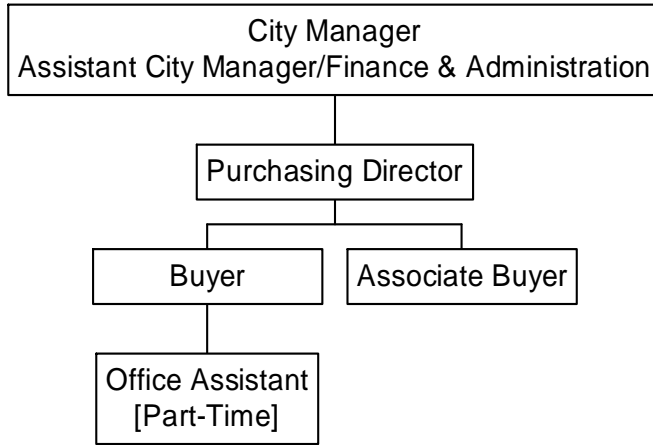 City Manager
Assistant City Manager/Finance & Administration
Purchasing Director
Buyer
Associate Buyer
Office Assistant
[Part-Time]